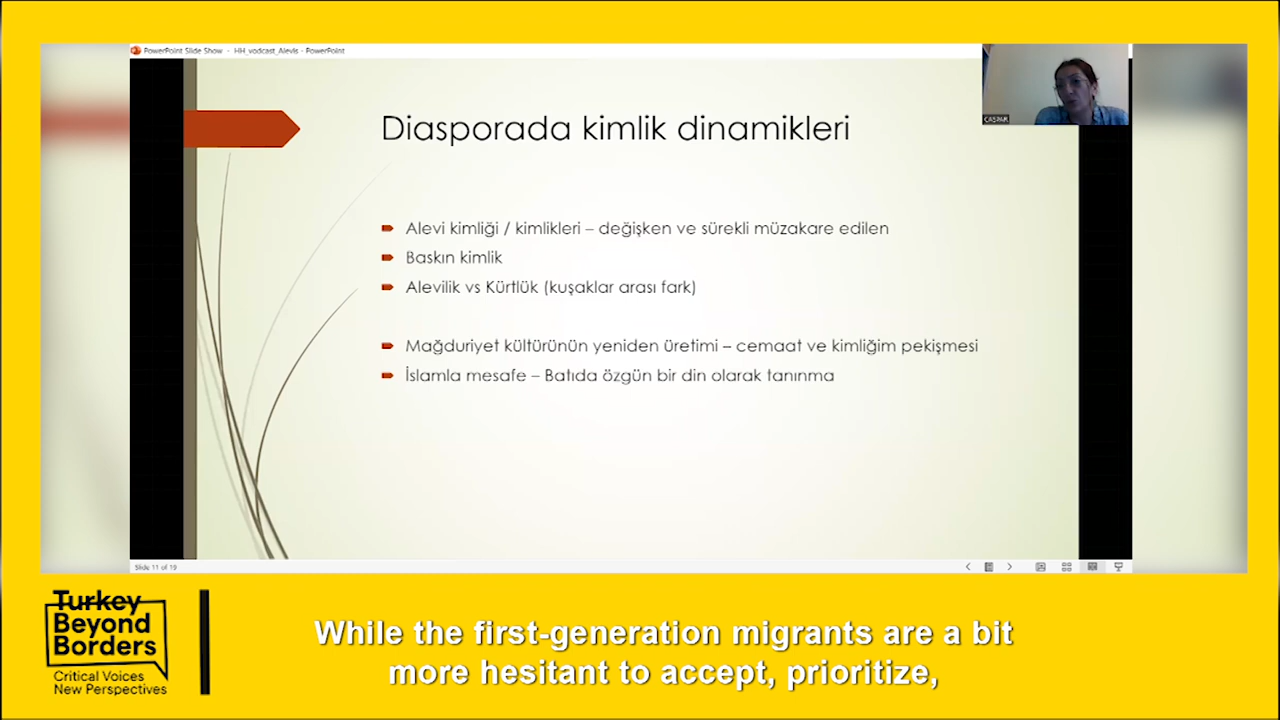 PowerPoint Slide Show - HH_vodcast_Alevis - PowerPoint
CASPAR
Diasporada kimlik dinamikleri
Alevi kimliği / kimlikleri – değişken ve sürekli müzakare edilen
Baskın kimlik
Alevilik vs Kürtlük (kuşaklar arası fark)
Mağduriyet kültürünün yeniden üretimi – cemaat ve kimliğim pekişmesi
İslamla mesafe – Batıda özgün bir din olarak tanınma
Slide 11 of 19
Turkey
Beyond
Borders
Critical Voices
New Perspectives
While the first-generation migrants are a bit
more hesitant to accept, prioritize,